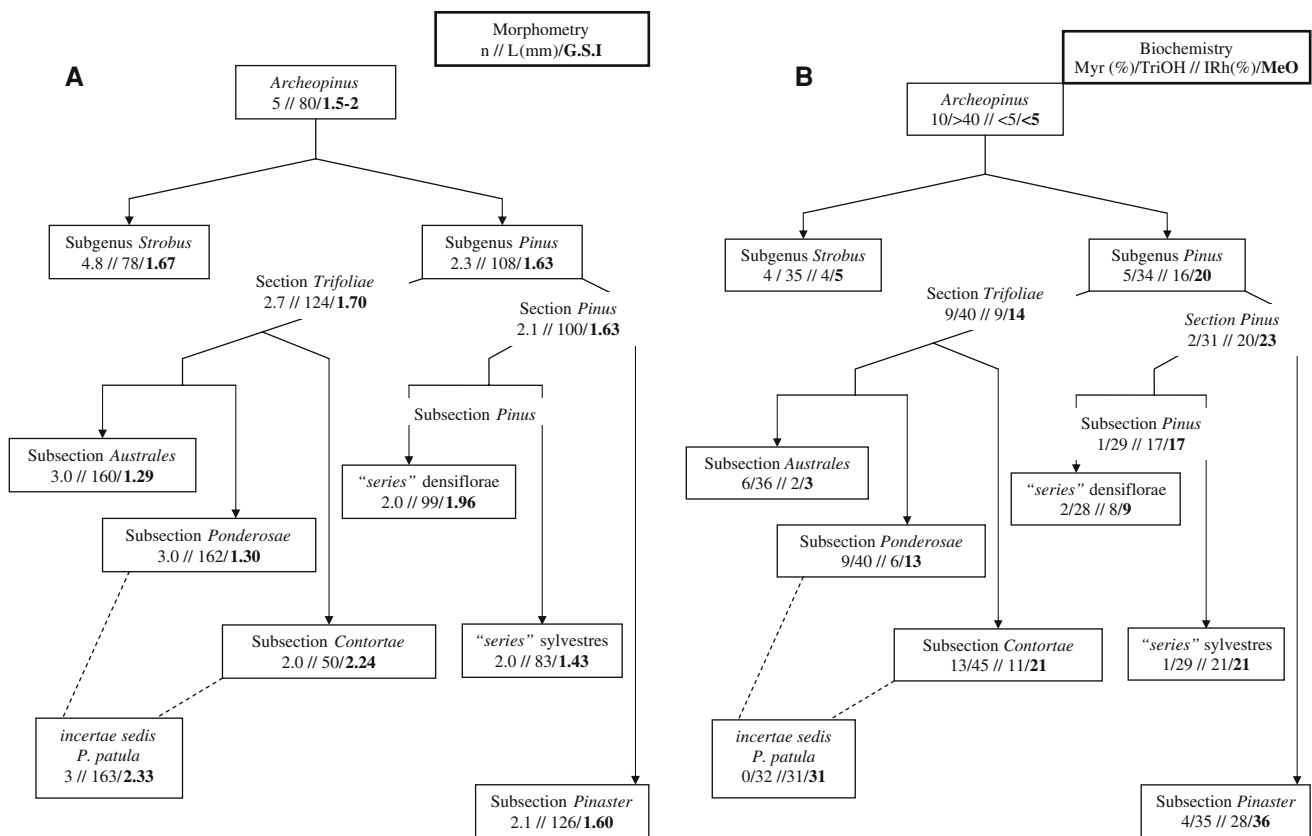 A
Morphometry
n // L(mm)/G.S.I
Archeopinus
5 // 80/1.5-2
Subgenus Strobus
4.8 // 78/1.67
Subgenus Pinus
2.3 // 108/1.63
Section Trifoliae
2.7 // 124/1.70
Section Pinus
2.1 // 100/1.63
Subsection Pinus
Subsection Australes
3.0 // 160/1.29
“series” densiflorae
2.0 // 99/1.96
Subsection Ponderosae
3.0 // 162/1.30
Subsection Contortae
2.0 // 50/2.24
“series” sylvestres
2.0 // 83/1.43
incertae sedis
P. patula
3 // 163/2.33
Subsection Pinaster
2.1 // 126/1.60
B
Biochemistry
Myr (%)/TriOH // IRh(%)/MeO
Archeopinus
10/>40 // <5/<5
Subgenus Strobus
4 / 35 // 4/5
Subgenus Pinus
5/34 // 16/20
Section Trifoliae
9/40 // 9/14
Section Pinus
2/31 // 20/23
Subsection Pinus
1/29 // 17/17
Subsection Australes
6/36 // 2/3
“series” densiflorae
2/28 // 8/9
Subsection Ponderosae
9/40 // 6/13
Subsection Contortae
13/45 // 11/21
“series” sylvestres
1/29 // 21/21
incertae sedis
P. patula
0/32 //31/31
Subsection Pinaster
4/35 // 28/36